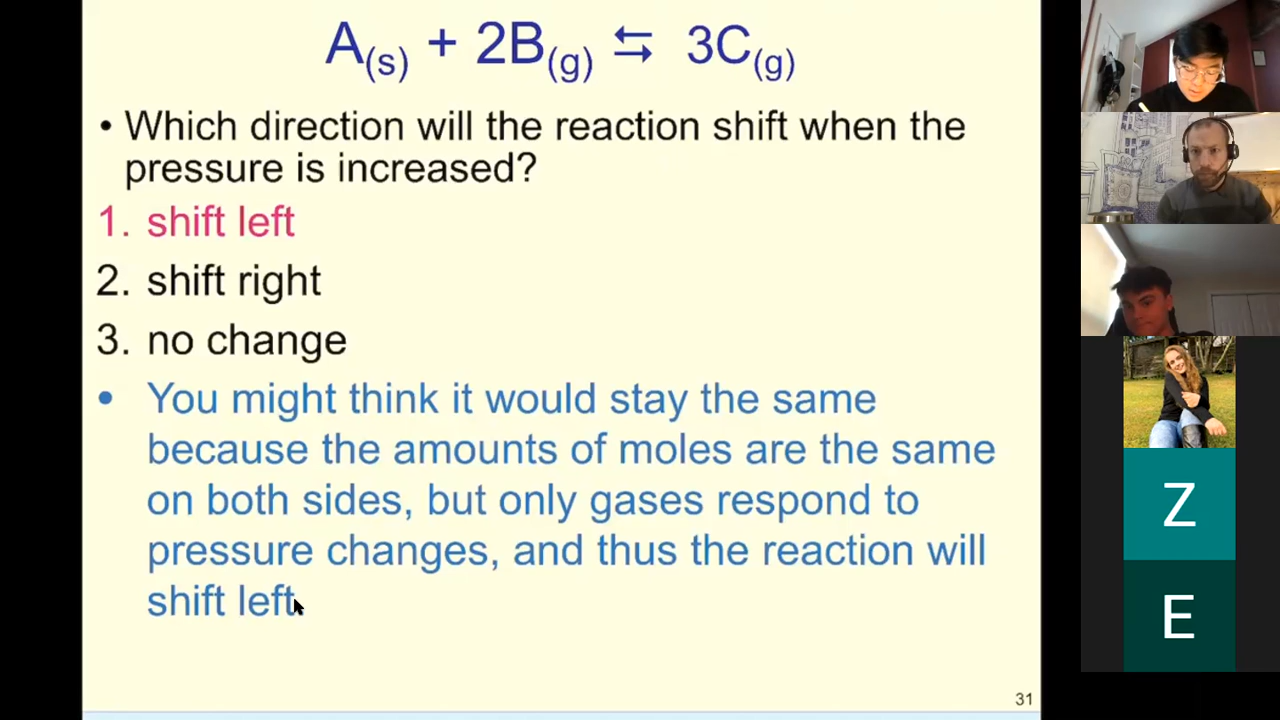 A(s) + 2B(g) ⇆ 3C(g)
• Which direction will the reaction shift when the
pressure is increased?
1. shift left
2. shift right
3. no change
• You might think it would stay the same
because the amounts of moles are the same
on both sides, but only gases respond to
pressure changes, and thus the reaction will
shift left.
31
Z
E